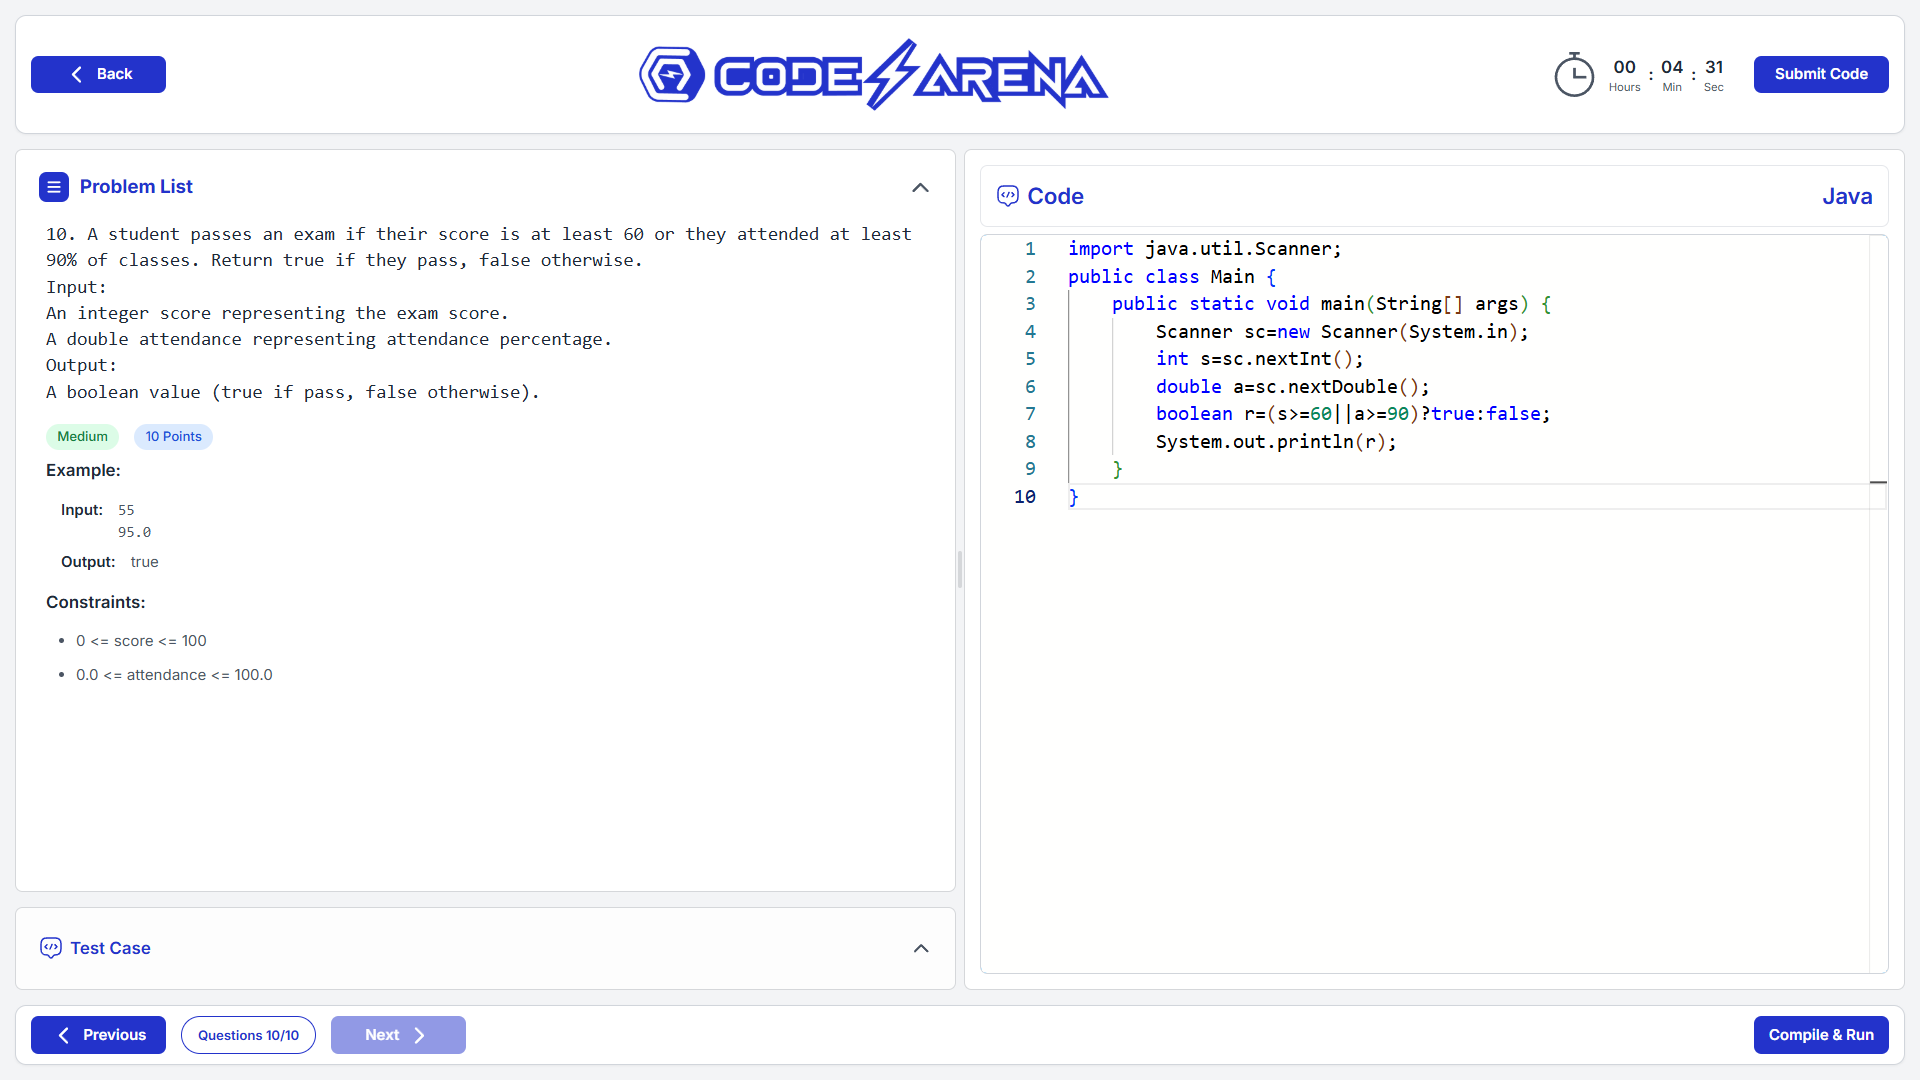 Back
CODE ARENA
00 : 04 : 31
Hours Min Sec
Submit Code
Problem List
10. A student passes an exam if their score is at least 60 or they attended at least
90% of classes. Return true if they pass, false otherwise.
Input:
An integer score representing the exam score.
A double attendance representing attendance percentage.
Output:
A boolean value (true if pass, false otherwise).
Medium 10 Points
Example:
Input: 55
95.0
Output: true
Constraints:
• 0 <= score <= 100
• 0.0 <= attendance <= 100.0
Test Case
Code Java
1 import java.util.Scanner;
2 public class Main {
3 public static void main(String[] args) {
4 Scanner sc=new Scanner(System.in);
5 int s=sc.nextInt();
6 double a=sc.nextDouble();
7 boolean r=(s>=60||a>=90)?true:false;
8 System.out.println(r);
9 }
10 }
Previous Questions 10/10 Next
Compile & Run